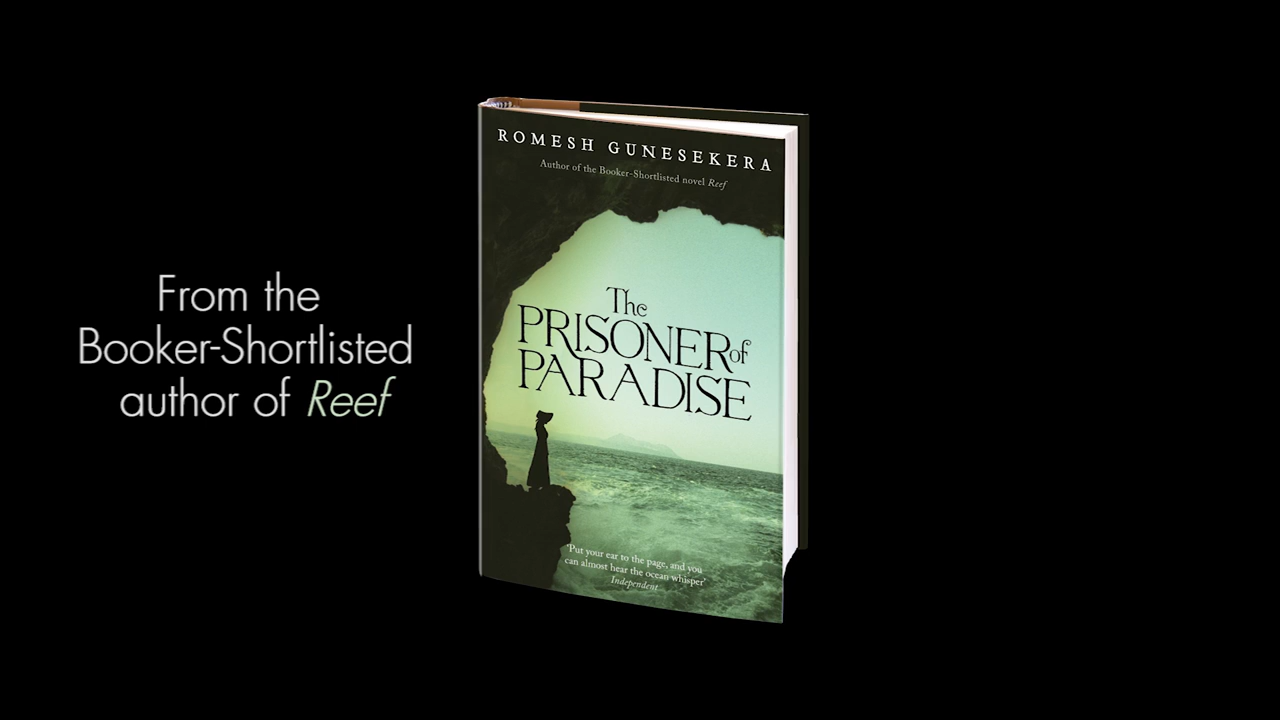 From the
Booker-Shortlisted
author of Reef
ROMESH GUNESEKERA
Author of the Booker-Shortlisted novel Reef
The
PRISONER of
PARADISE
'Put your ear to the page, and you
can almost hear the ocean whisper'
Independent